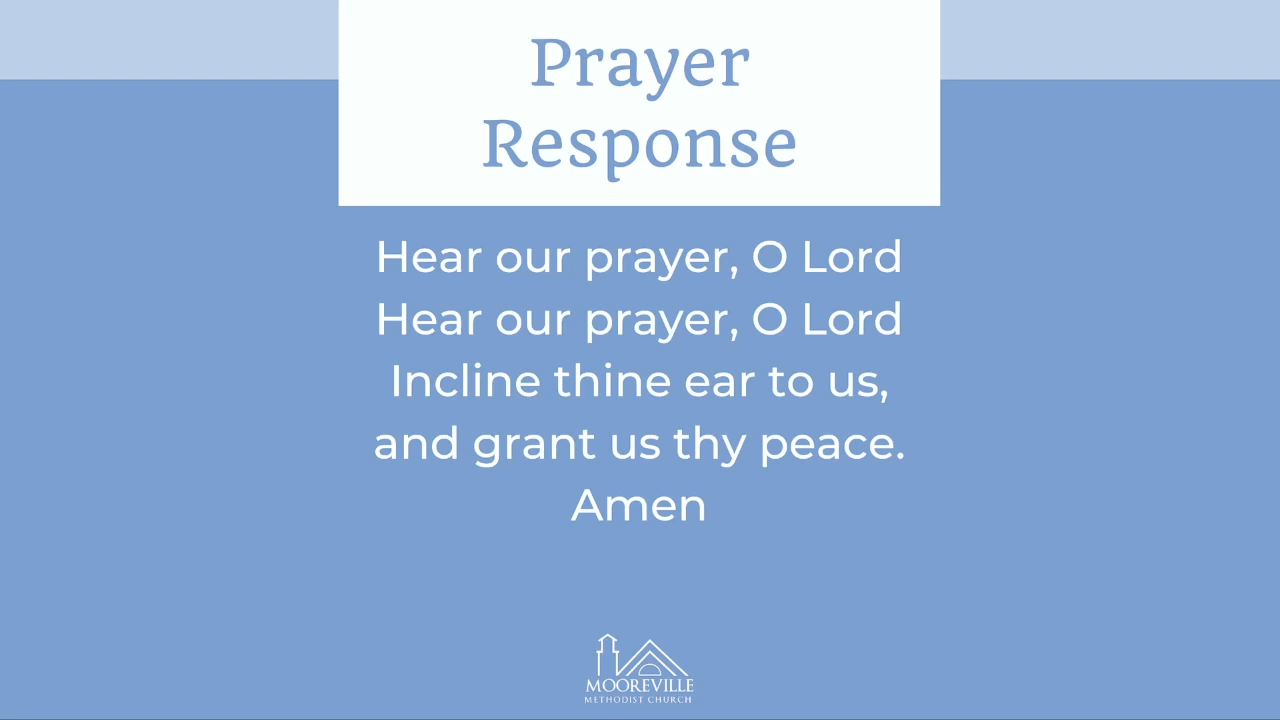 Prayer
Response
Hear our prayer, O Lord
Hear our prayer, O Lord
Incline thine ear to us,
and grant us thy peace.
Amen
MOOREVILLE
METHODIST CHURCH